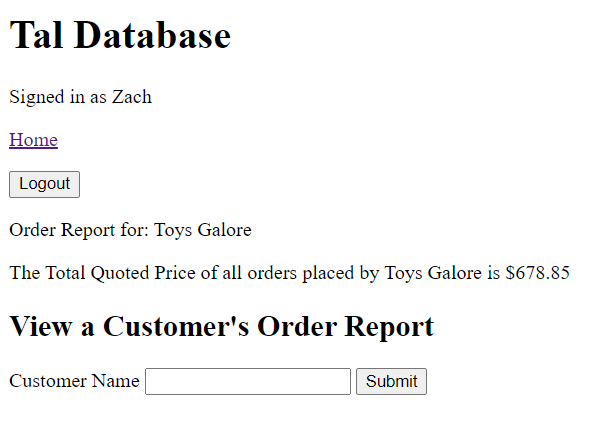 Tal Database
Signed in as Zach
Home
Logout
Order Report for: Toys Galore
The Total Quoted Price of all orders placed by Toys Galore is $678.85
View a Customer's Order Report
Customer Name Submit